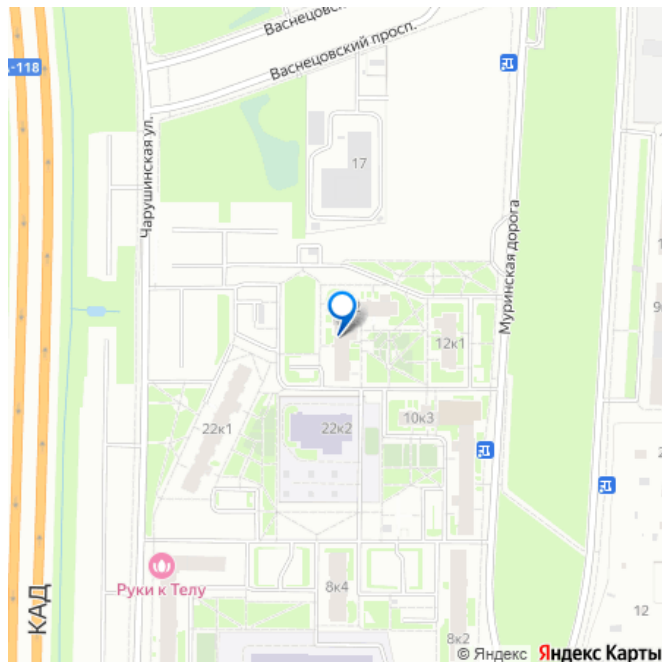 Васнецовск
Васнецовский просп.
-118
Чарушинская ул.
17
Муринская дорога
12к1
22к1
22к2
10к3
Руки к Телу
8к4
8к2
12
КАД
© Яндекс Яндекс Карты